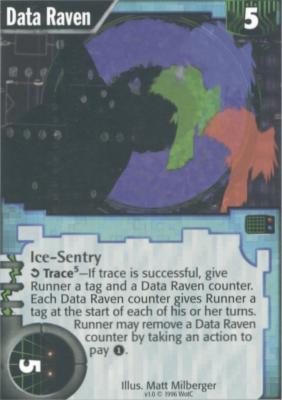 Data Raven
5
Ice-Sentry
Trace⁵—If trace is successful, give
Runner a tag and a Data Raven counter.
Each Data Raven counter gives Runner a
tag at the start of each of his or her turns.
Runner may remove a Data Raven
counter by taking an action to
pay ❶.
5
Illus. Matt Milberger
v1.0 © 1996 WotC